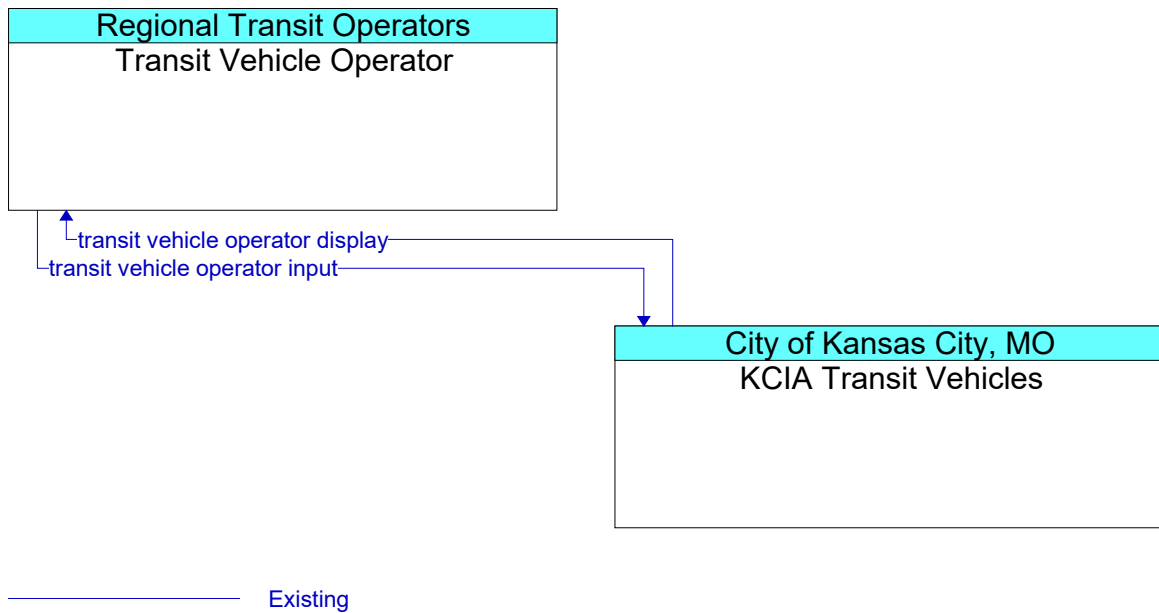 Regional Transit Operators
Transit Vehicle Operator
transit vehicle operator display
transit vehicle operator input
City of Kansas City, MO
KCIA Transit Vehicles
Existing